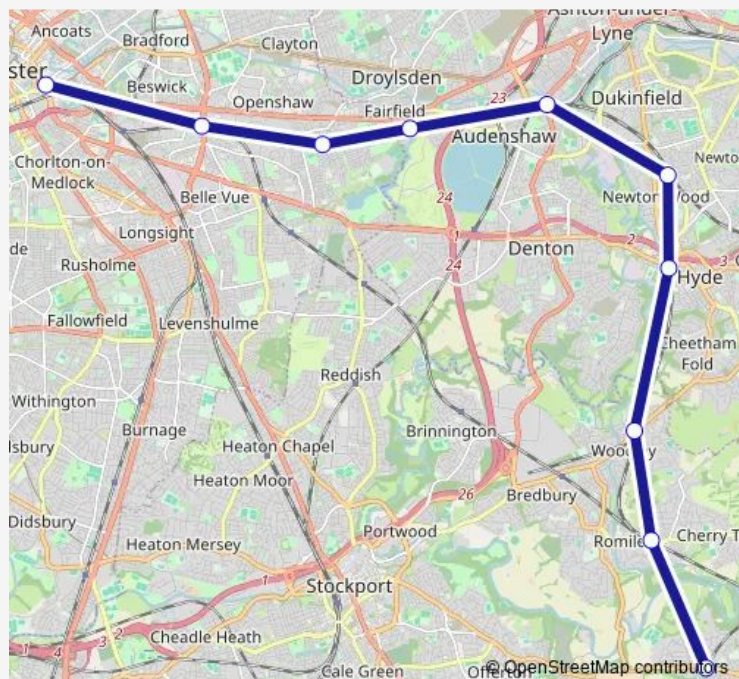 Ancoats
Bradford
Clayton
Ashton-under-
Lyne
ster
Beswick
Openshaw
Droylsden
Fairfield
23
Dukinfield
Audenshaw
Chorlton-on-
Medlock
Belle Vue
24
Newto
Newton Wood
Longsight
de
Rusholme
1
24
Denton
2
3
Hyde
Fallowfield
Levenshulme
Cheetham
Fold
Reddish
Withington
Burnage
lsbury
Heaton Chapel
Brinnington
Heaton Moor
26
Bredbury
Didsbury
Heaton Mersey
Portwood
Romile
Cherry T
1
Stockport
1
4
3
2
Cheadle Heath
Cale Green
Offerton
© OpenStreetMap contributors